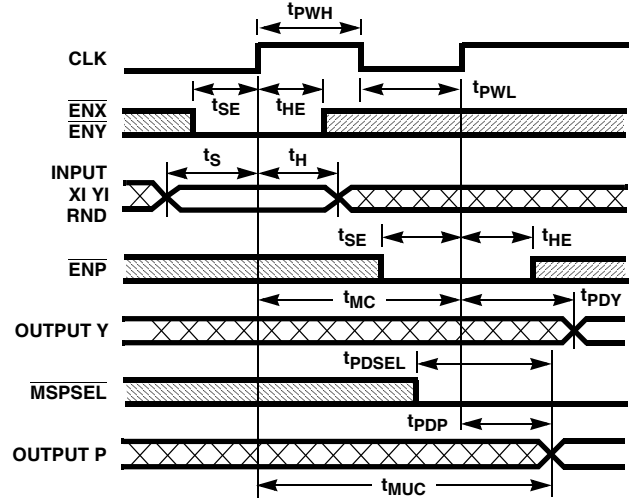 tPWH
CLK
tSE tHE tPWL
ENX
ENY
INPUT
XI YI
RND
tS tH
tSE tHE
ENP
tMC tPDY
OUTPUT Y
tPDSEL
MSPSEL
tPDP
OUTPUT P
tMUC